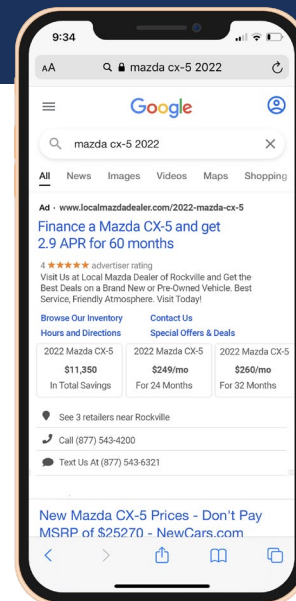 9:34
AA mazda cx-5 2022
Google
mazda cx-5 2022
All News Images Videos Maps Shopping
Ad · www.localmazdadealer.com/2022-mazda-cx-5
Finance a Mazda CX-5 and get
2.9 APR for 60 months
4 ★★★★★ advertiser rating
Visit Us at Local Mazda Dealer of Rockville and Get the
Best Deals on a Brand New or Pre-Owned Vehicle. Best
Service, Friendly Atmosphere. Visit Today!
Browse Our Inventory Contact Us
Hours and Directions Special Offers & Deals
2022 Mazda CX-5 2022 Mazda CX-5 2022 Mazda CX-5
$11,350 $249/mo $260/mo
In Total Savings For 24 Months For 32 Months
See 3 retailers near Rockville
Call (877) 543-4200
Text Us At (877) 543-6321
New Mazda CX-5 Prices - Don't Pay
MSRP of $25270 - NewCars.com